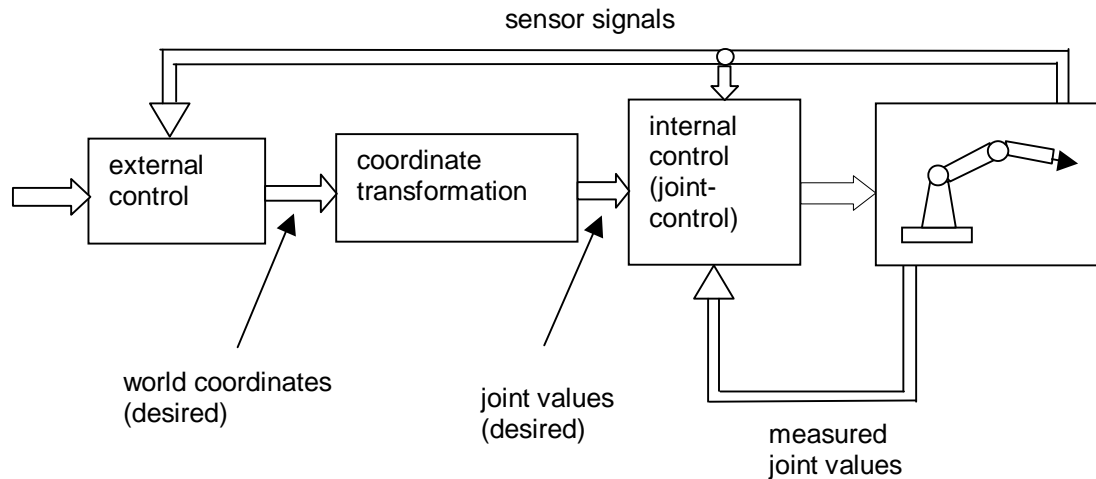 sensor signals
external
control
coordinate
transformation
internal
control
(joint-
control)
world coordinates
(desired)
joint values
(desired)
measured
joint values